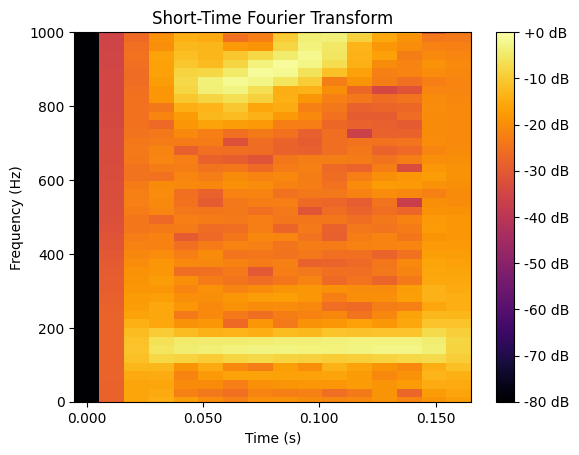 Short-Time Fourier Transform
Frequency (Hz)
1000
800
600
400
200
0
0.000
0.050
0.100
0.150
Time (s)
+0 dB
-10 dB
-20 dB
-30 dB
-40 dB
-50 dB
-60 dB
-70 dB
-80 dB